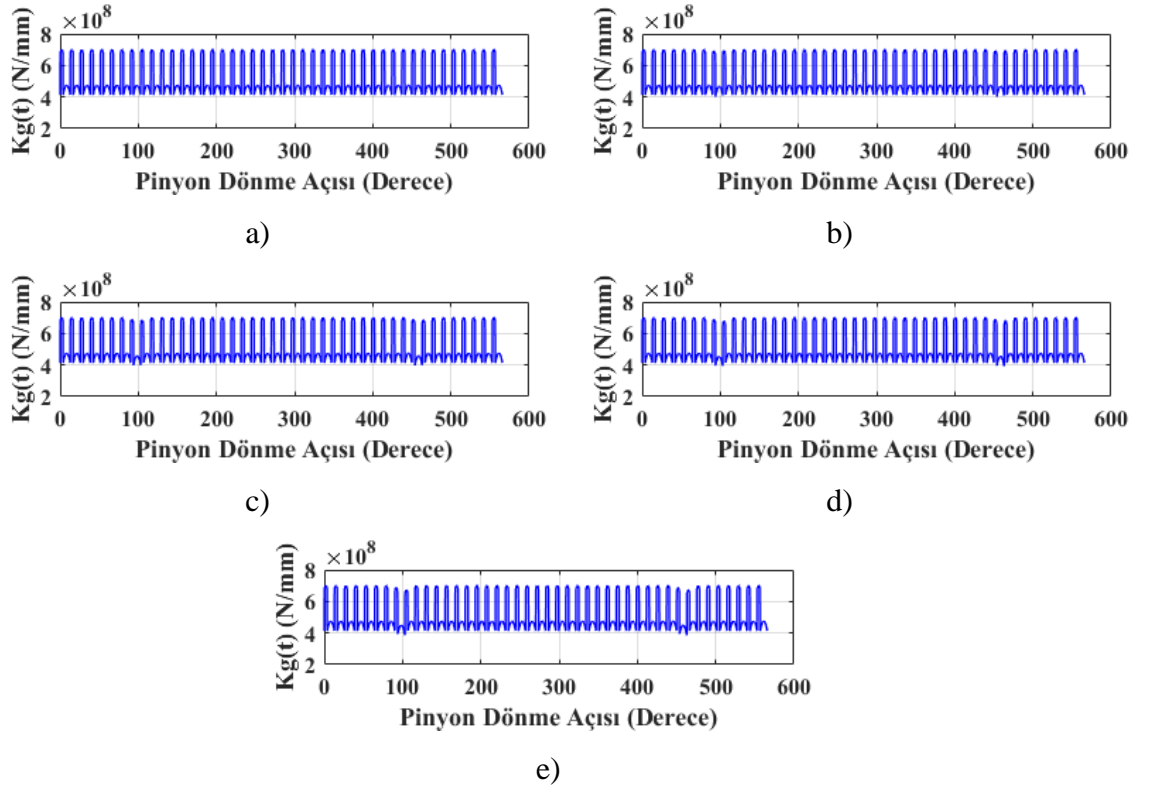 ×10⁸
Kg(t) (N/mm)
8
6
4
2
0 100 200 300 400 500 600
Pinyon Dönme Açısı (Derece)
a)
×10⁸
Kg(t) (N/mm)
8
6
4
2
0 100 200 300 400 500 600
Pinyon Dönme Açısı (Derece)
b)
×10⁸
Kg(t) (N/mm)
8
6
4
2
0 100 200 300 400 500 600
Pinyon Dönme Açısı (Derece)
c)
×10⁸
Kg(t) (N/mm)
8
6
4
2
0 100 200 300 400 500 600
Pinyon Dönme Açısı (Derece)
d)
×10⁸
Kg(t) (N/mm)
8
6
4
2
0 100 200 300 400 500 600
Pinyon Dönme Açısı (Derece)
e)